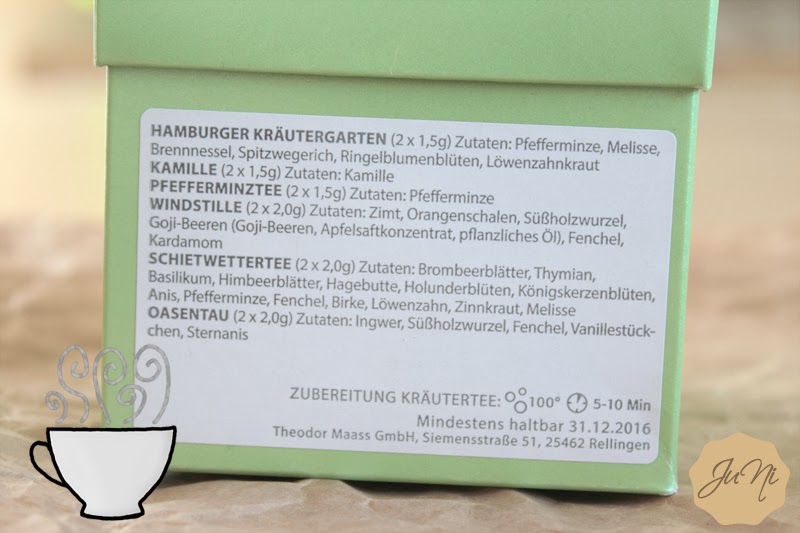 HAMBURGER KRÄUTERGARTEN (2 x 1,5g) Zutaten: Pfefferminze, Melisse,
Brennnessel, Spitzwegerich, Ringelblumenblüten, Löwenzahnkraut
KAMILLE (2 x 1,5g) Zutaten: Kamille
PFEFFERMINZTEE (2 x 1,5g) Zutaten: Pfefferminze
WINDSTILLE (2 x 2,0g) Zutaten: Zimt, Orangenschalen, Süßholzwurzel,
Goji-Beeren (Goji-Beeren, Apfelsaftkonzentrat, pflanzliches Öl), Fenchel,
Kardamom
SCHIETWETTERTEE (2 x 2,0g) Zutaten: Brombeerblätter, Thymian,
Basilikum, Himbeerblätter, Hagebutte, Holunderblüten, Königskerzenblüten,
Anis, Pfefferminze, Fenchel, Birke, Löwenzahn, Zinnkraut, Melisse
OASENTAU (2 x 2,0g) Zutaten: Ingwer, Süßholzwurzel, Fenchel, Vanillestück-
chen, Sternanis
ZUBEREITUNG KRÄUTERTEE: 100° 5-10 Min
Mindestens haltbar 31.12.2016
Theodor Maass GmbH, Siemensstraße 51, 25462 Rellingen
JuNi